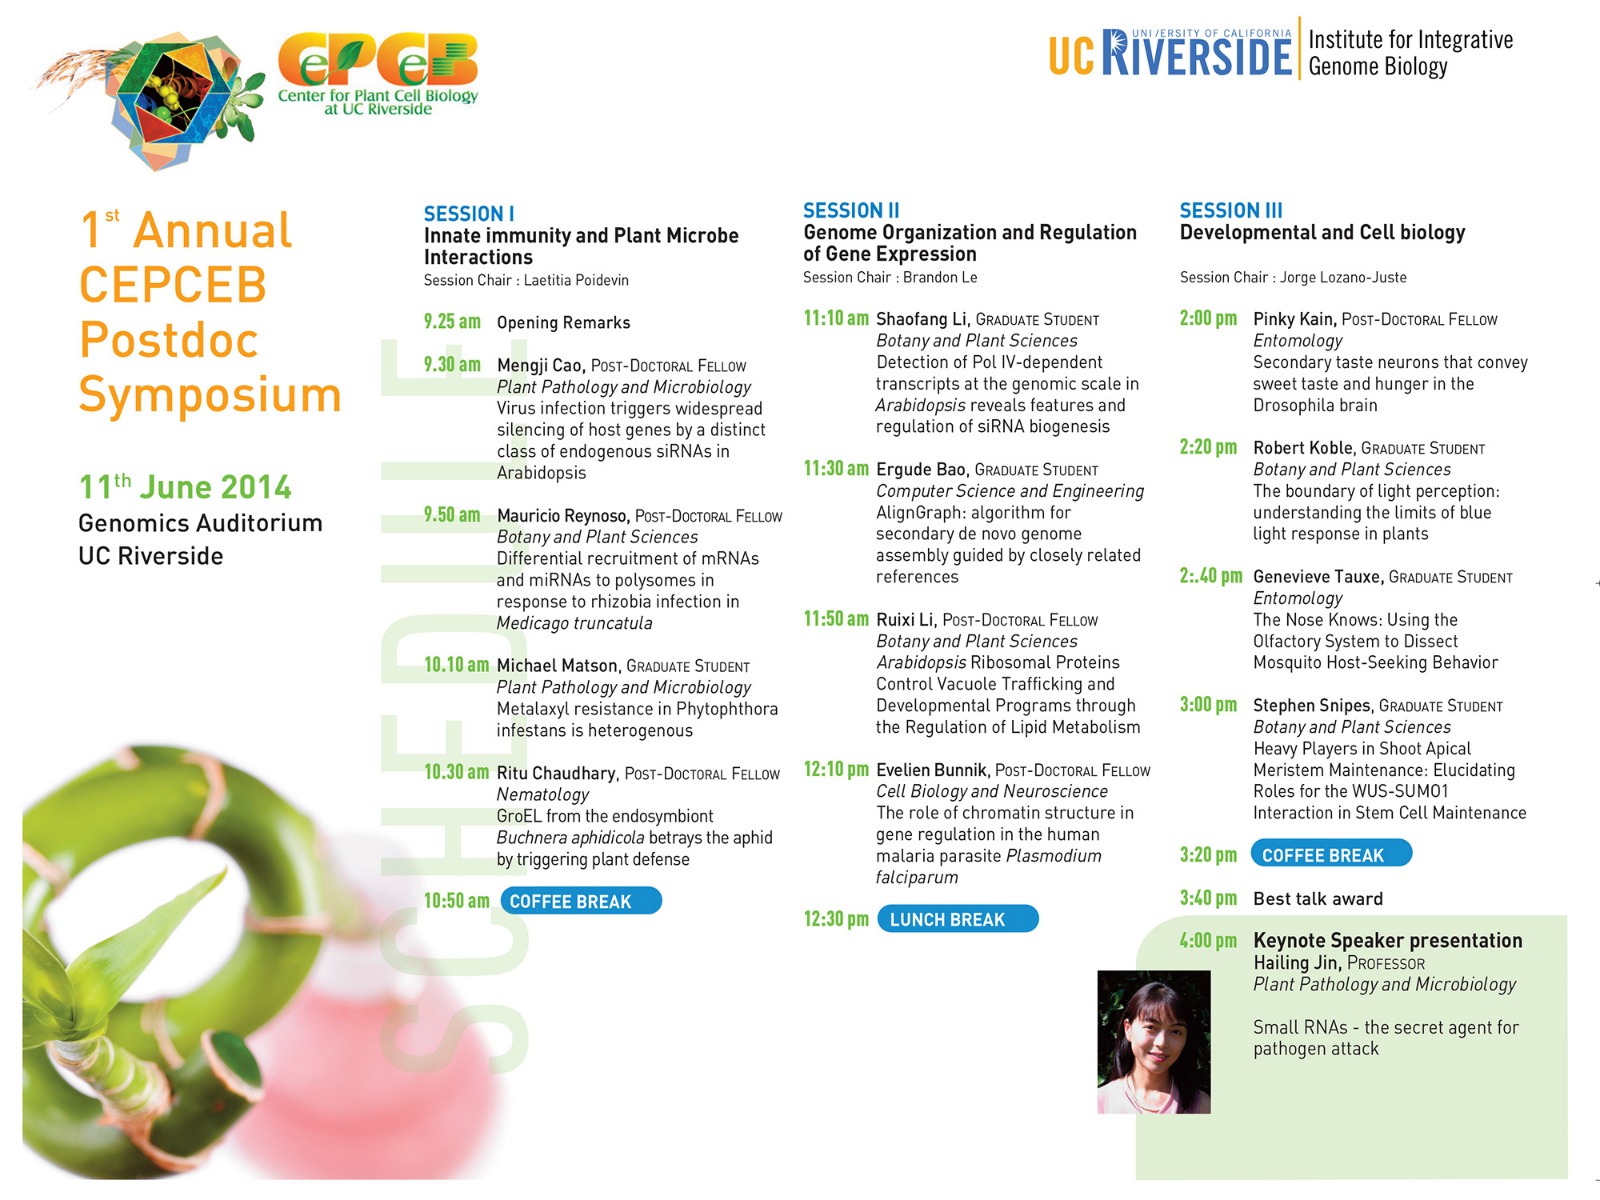 CEPCEB
Center for Plant Cell Biology
at UC Riverside
UNIVERSITY OF CALIFORNIA
UC RIVERSIDE
Institute for Integrative
Genome Biology
1st Annual
CEPCEB
Postdoc
Symposium
11th June 2014
Genomics Auditorium
UC Riverside
SCHEDULE
SESSION I
Innate immunity and Plant Microbe
Interactions
Session Chair : Laetitia Poidevin
9.25 am Opening Remarks
9.30 am Mengji Cao, POST-DOCTORAL FELLOW
Plant Pathology and Microbiology
Virus infection triggers widespread
silencing of host genes by a distinct
class of endogenous siRNAs in
Arabidopsis
9.50 am Mauricio Reynoso, POST-DOCTORAL FELLOW
Botany and Plant Sciences
Differential recruitment of mRNAs
and miRNAs to polysomes in
response to rhizobia infection in
Medicago truncatula
10.10 am Michael Matson, GRADUATE STUDENT
Plant Pathology and Microbiology
Metalaxyl resistance in Phytophthora
infestans is heterogenous
10.30 am Ritu Chaudhary, POST-DOCTORAL FELLOW
Nematology
GroEL from the endosymbiont
Buchnera aphidicola betrays the aphid
by triggering plant defense
10:50 am COFFEE BREAK
SESSION II
Genome Organization and Regulation
of Gene Expression
Session Chair : Brandon Le
11:10 am Shaofang Li, GRADUATE STUDENT
Botany and Plant Sciences
Detection of Pol IV-dependent
transcripts at the genomic scale in
Arabidopsis reveals features and
regulation of siRNA biogenesis
11:30 am Ergude Bao, GRADUATE STUDENT
Computer Science and Engineering
AlignGraph: algorithm for
secondary de novo genome
assembly guided by closely related
references
11:50 am Ruixi Li, POST-DOCTORAL FELLOW
Botany and Plant Sciences
Arabidopsis Ribosomal Proteins
Control Vacuole Trafficking and
Developmental Programs through
the Regulation of Lipid Metabolism
12:10 pm Evelien Bunnik, POST-DOCTORAL FELLOW
Cell Biology and Neuroscience
The role of chromatin structure in
gene regulation in the human
malaria parasite Plasmodium
falciparum
12:30 pm LUNCH BREAK
SESSION III
Developmental and Cell biology
Session Chair : Jorge Lozano-Juste
2:00 pm Pinky Kain, POST-DOCTORAL FELLOW
Entomology
Secondary taste neurons that convey
sweet taste and hunger in the
Drosophila brain
2:20 pm Robert Koble, GRADUATE STUDENT
Botany and Plant Sciences
The boundary of light perception:
understanding the limits of blue
light response in plants
2:.40 pm Genevieve Tauxe, GRADUATE STUDENT
Entomology
The Nose Knows: Using the
Olfactory System to Dissect
Mosquito Host-Seeking Behavior
3:00 pm Stephen Snipes, GRADUATE STUDENT
Botany and Plant Sciences
Heavy Players in Shoot Apical
Meristem Maintenance: Elucidating
Roles for the WUS-SUMO1
Interaction in Stem Cell Maintenance
3:20 pm COFFEE BREAK
3:40 pm Best talk award
4:00 pm Keynote Speaker presentation
Hailing Jin, PROFESSOR
Plant Pathology and Microbiology
Small RNAs - the secret agent for
pathogen attack